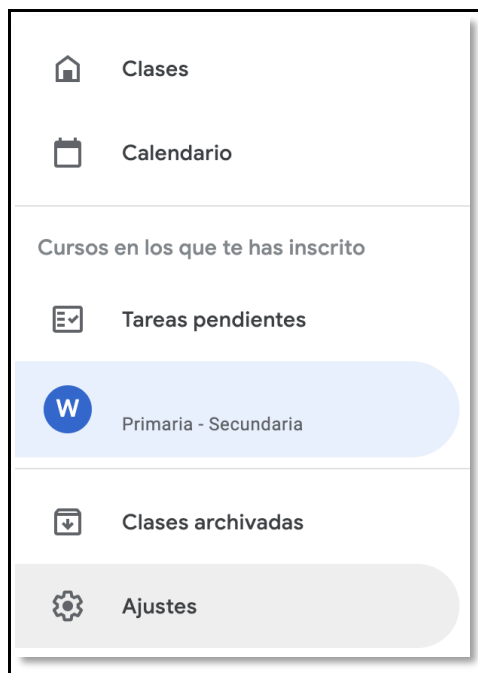 Clases
Calendario
Cursos en los que te has inscrito
Tareas pendientes
W
Primaria - Secundaria
Clases archivadas
Ajustes